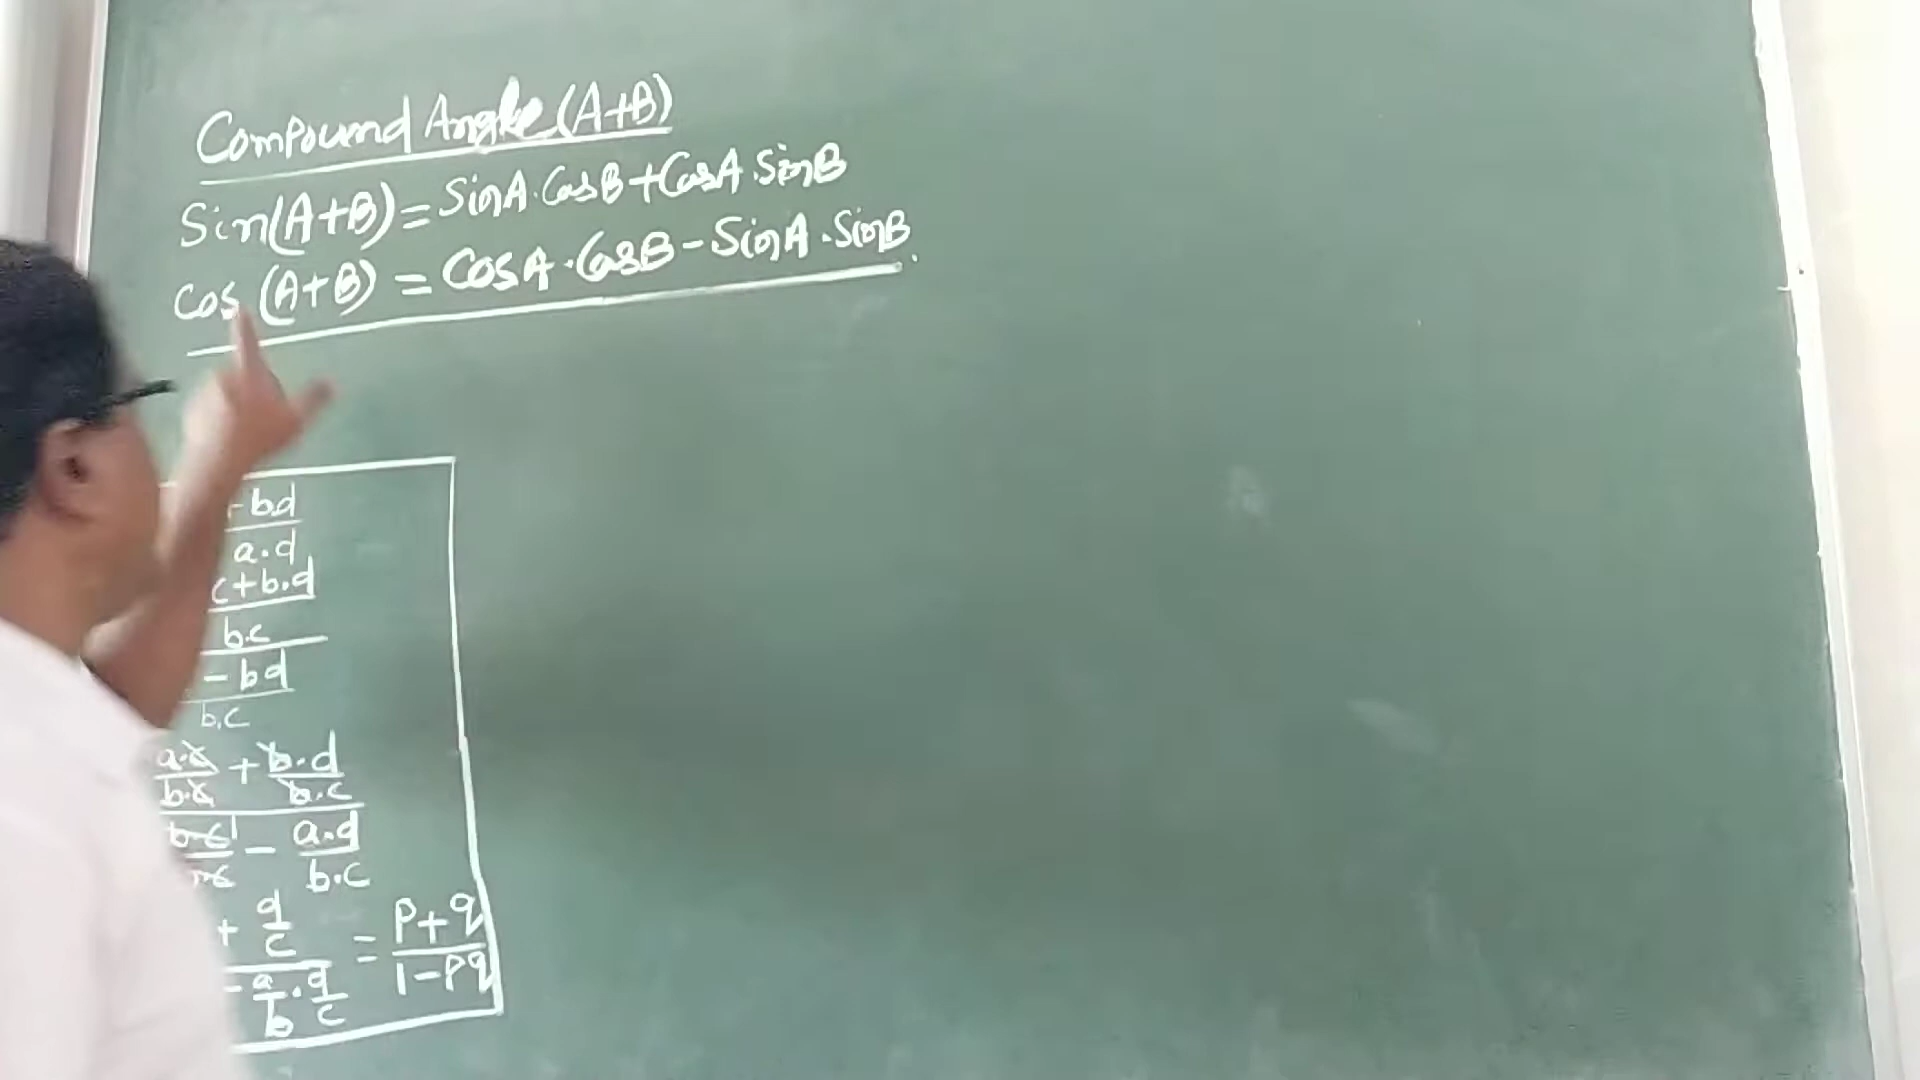 Compound Angle (A+B)
Sin(A+B) = SinA.CosB + CosA.SinB
Cos (A+B) = CosA.CosB - SinA.SinB.
- bd
a.d
c+b.d
b.c
- bd
b.c
a.c + b.d
b.c b.c
b.c - a.d
b.c
+ d = P+q
c 1-Pq
- a . d
b c